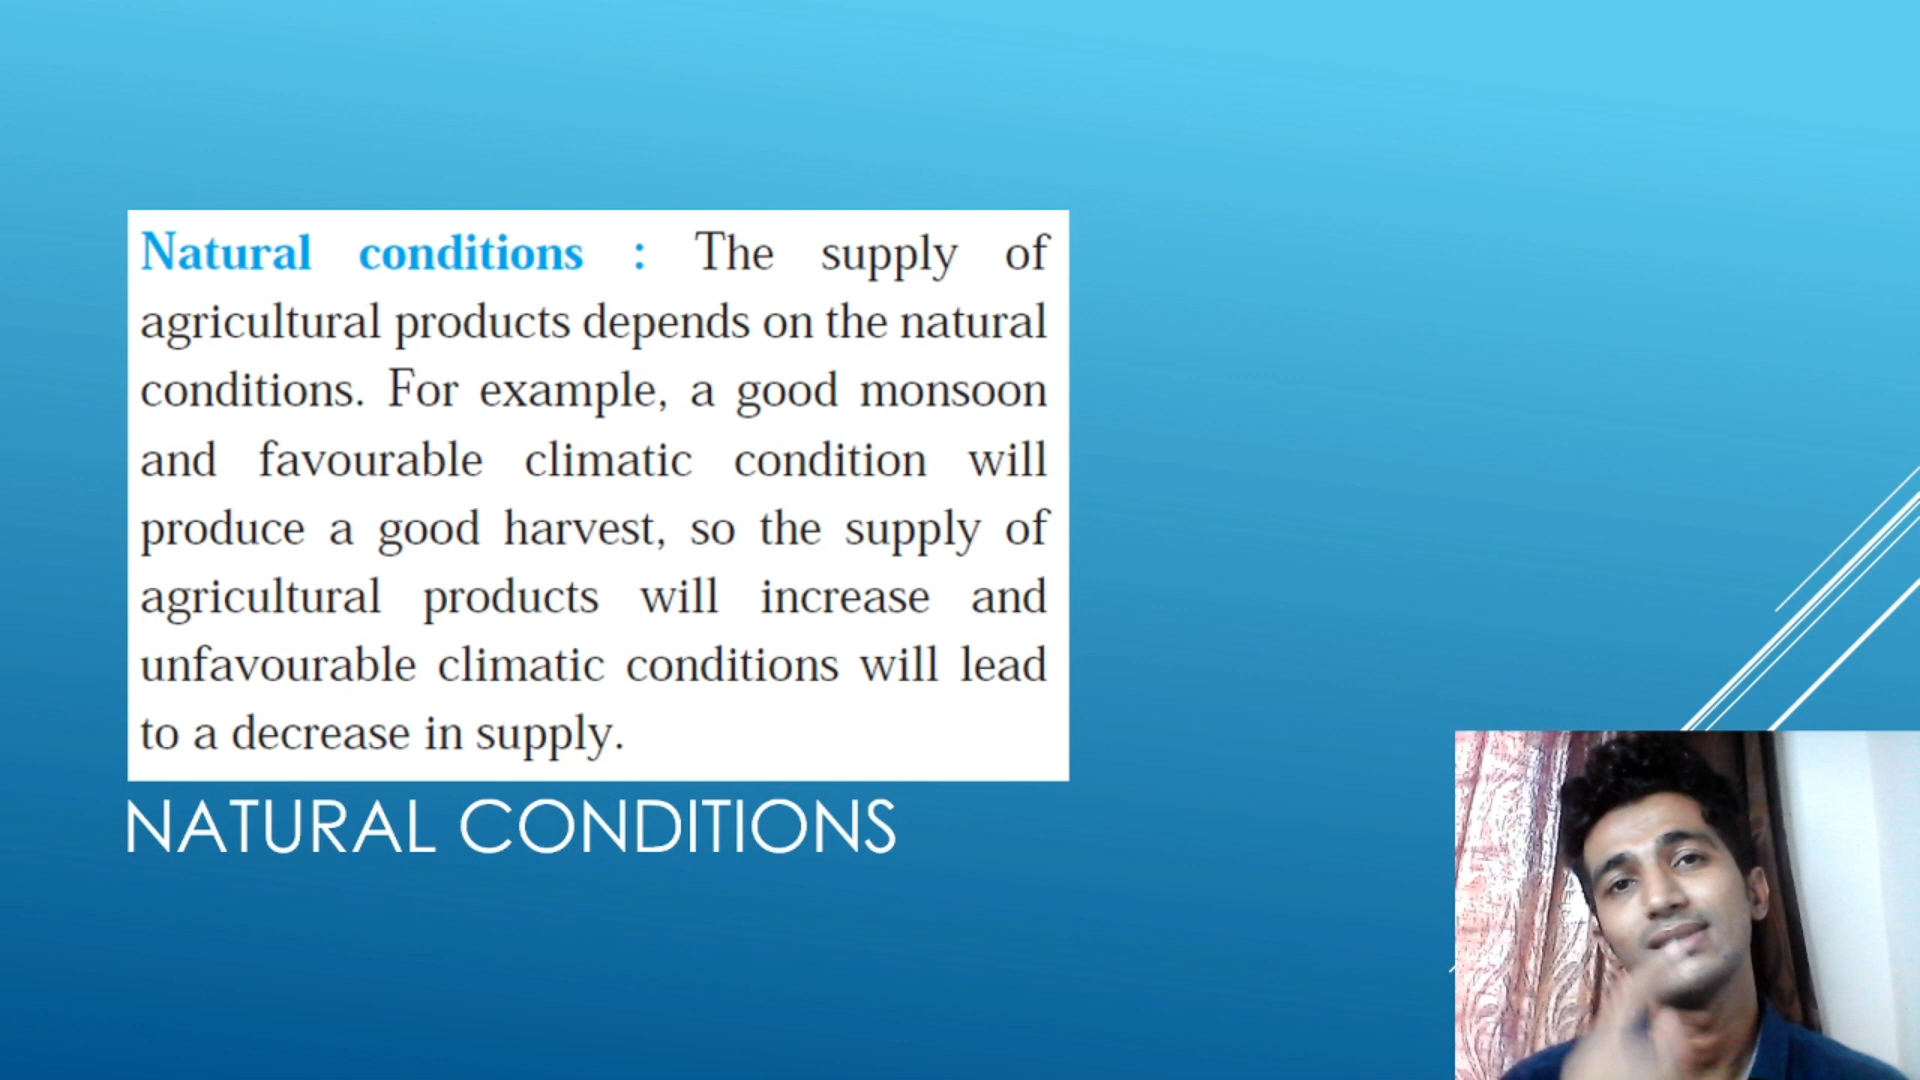 Natural conditions : The supply of
agricultural products depends on the natural
conditions. For example, a good monsoon
and favourable climatic condition will
produce a good harvest, so the supply of
agricultural products will increase and
unfavourable climatic conditions will lead
to a decrease in supply.
NATURAL CONDITIONS